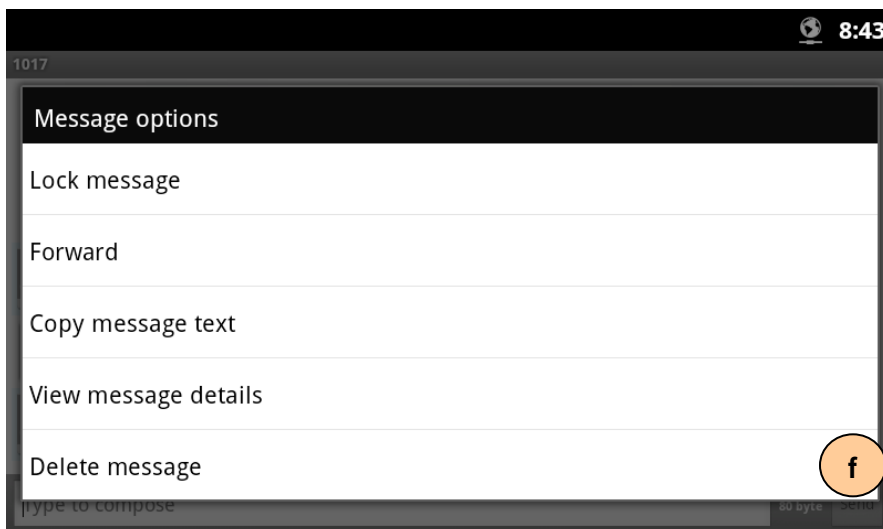 8:43
1017
Message options
Lock message
Forward
Copy message text
View message details
Delete message
f
Type to compose
80 byte
Send